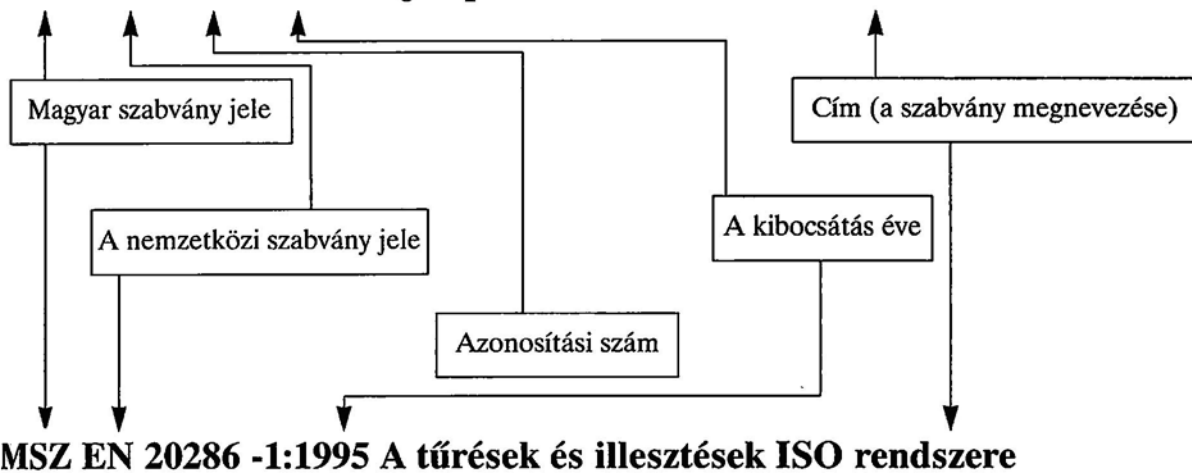 Magyar szabvány jele
Cím (a szabvány megnevezése)
A nemzetközi szabvány jele
A kibocsátás éve
Azonosítási szám
MSZ EN 20286 -1:1995 A tűrések és illesztések ISO rendszere